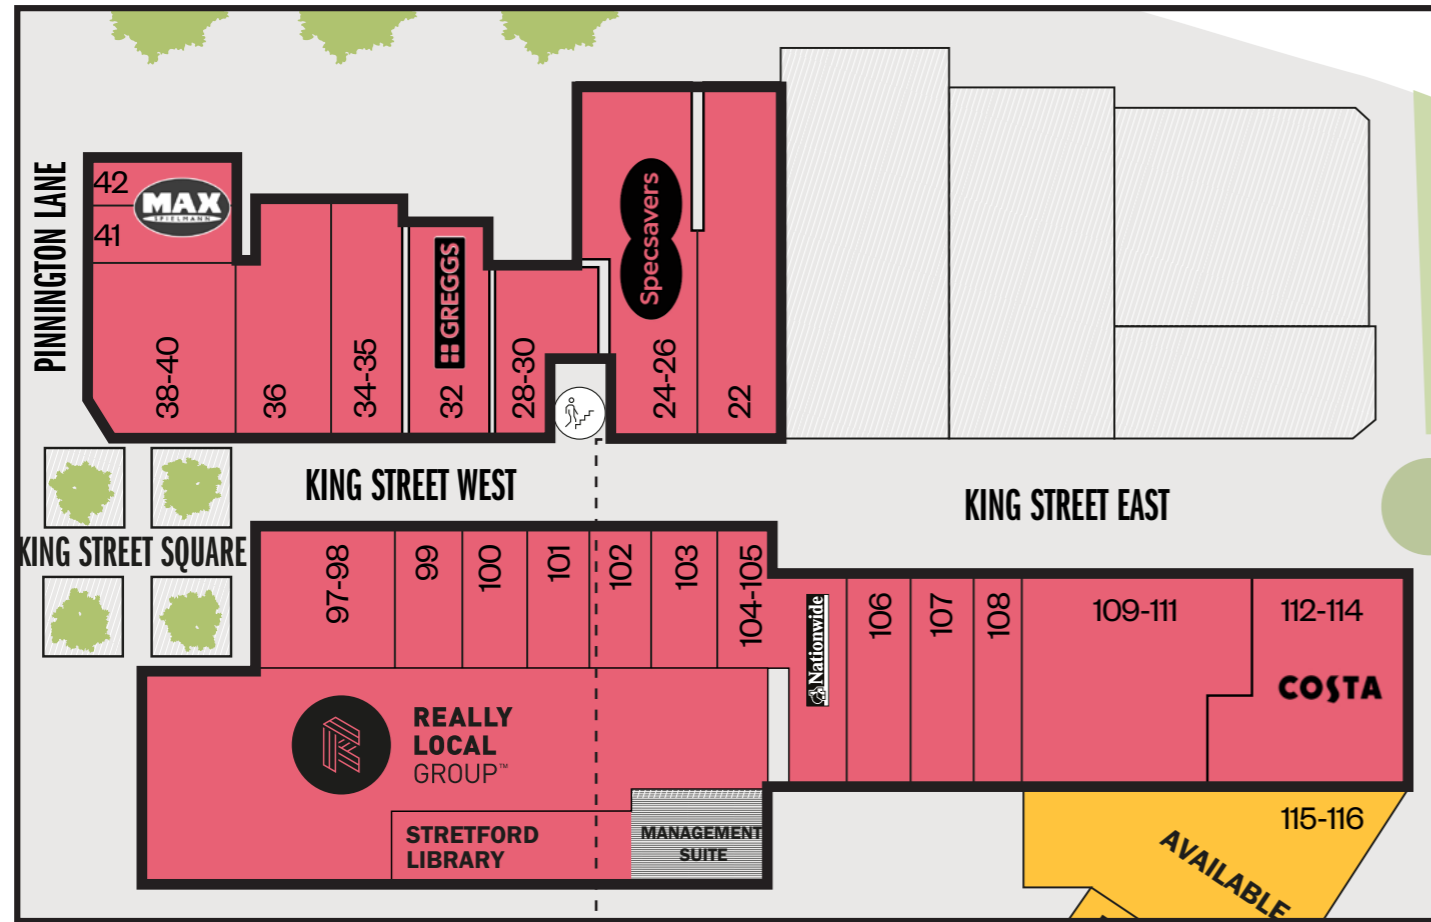 PINNINGTON LANE
42
41
MAX
SPIELMANN
38-40
36
34-35
GREGGS
32
28-30
Specsavers
24-26
22
KING STREET WEST
KING STREET EAST
KING STREET SQUARE
97-98
99
100
101
102
103
104-105
Nationwide
106
107
108
109-111
112-114
COSTA
REALLY
LOCAL
GROUP™
STRETFORD
LIBRARY
MANAGEMENT
SUITE
115-116
AVAILABLE